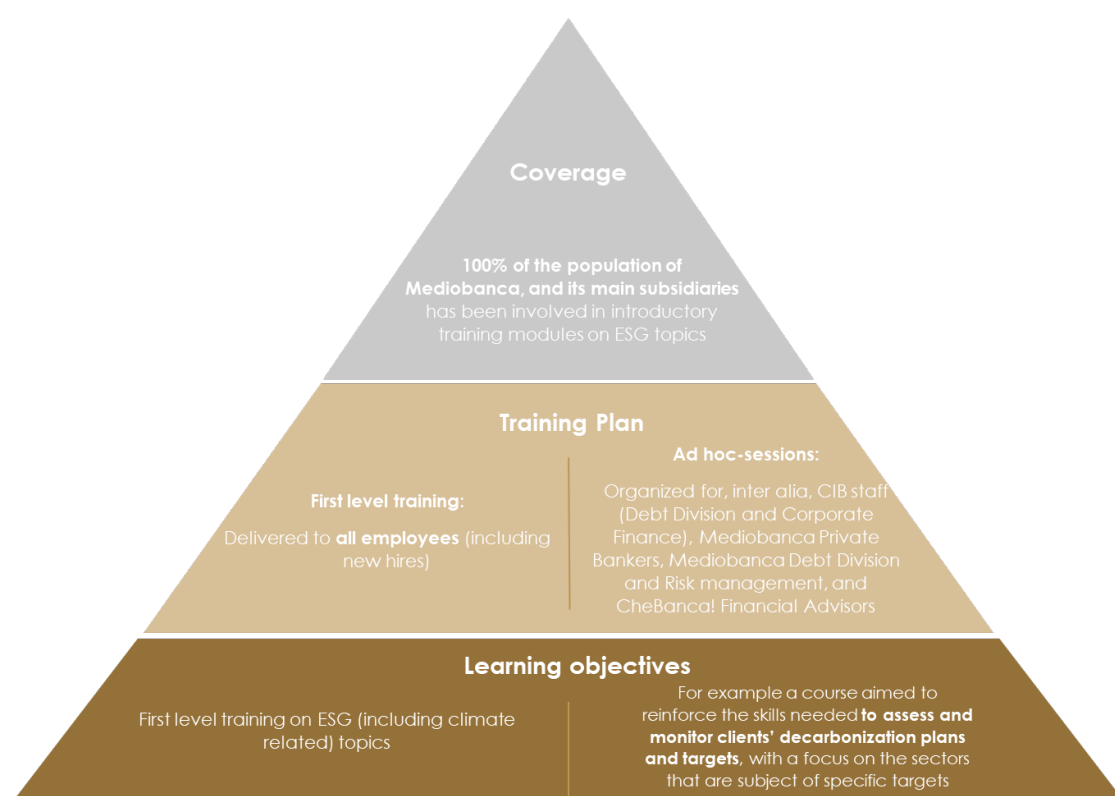 Coverage
100% of the population of
Mediobanca, and its main subsidiaries
has been involved in introductory
training modules on ESG topics
Training Plan
First level training:
Delivered to all employees (including
new hires)
Ad hoc-sessions:
Organized for, inter alia, CIB staff
(Debt Division and Corporate
Finance), Mediobanca Private
Bankers, Mediobanca Debt Division
and Risk management, and
CheBanca! Financial Advisors
Learning objectives
First level training on ESG (including climate
related) topics
For example a course aimed to
reinforce the skills needed to assess and
monitor clients’ decarbonization plans
and targets, with a focus on the sectors
that are subject of specific targets